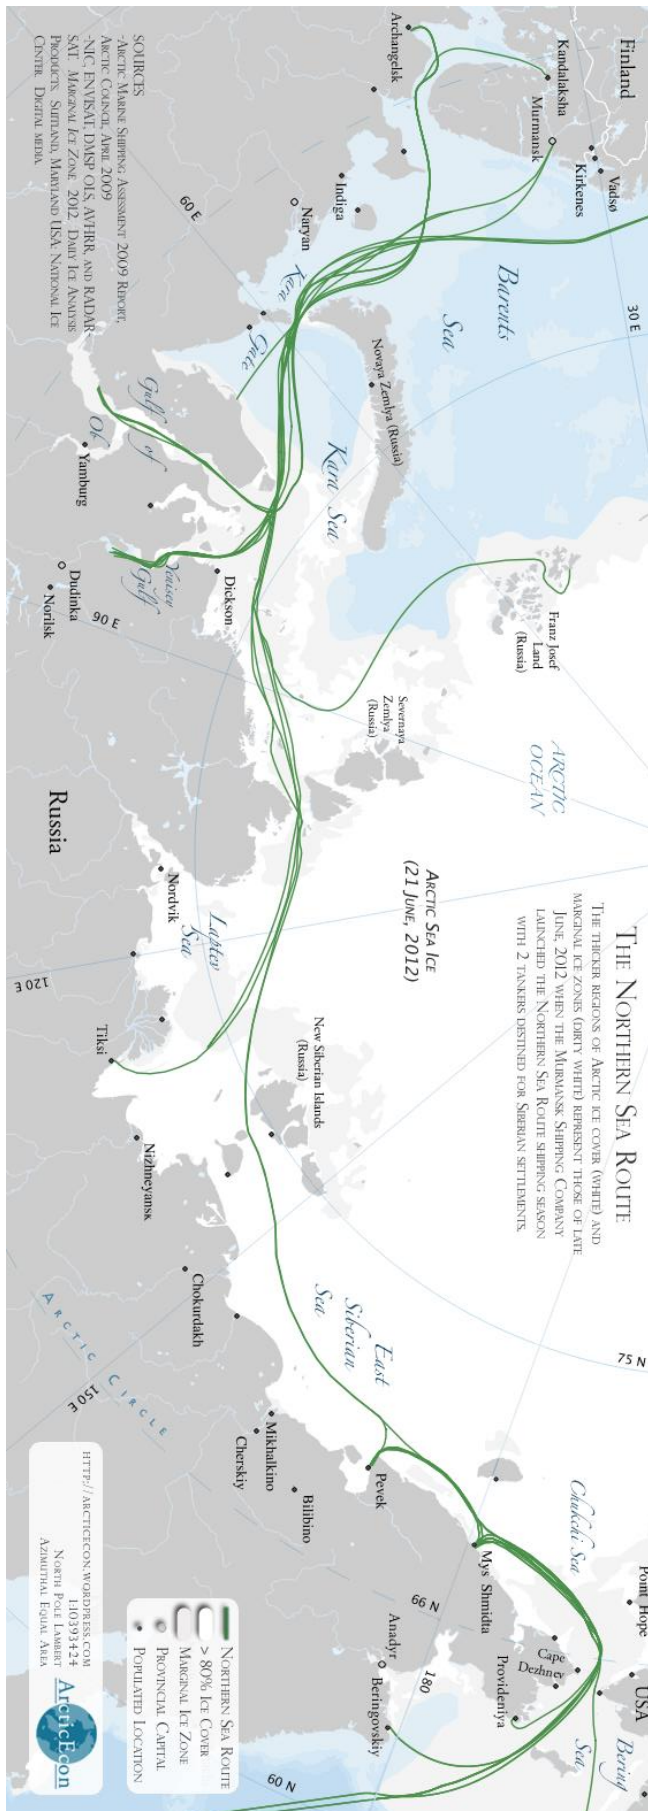 THE NORTHERN SEA ROUTE
THE THICKER REGIONS OF ARCTIC ICE COVER (WHITE) AND
MARGINAL ICE ZONES (DIRTY WHITE) REPRESENT THOSE OF LATE
JUNE, 2012 WHEN THE MURMANSK SHIPPING COMPANY
LAUNCHED THE NORTHERN SEA ROUTE SHIPPING SEASON
WITH 2 TANKERS DESTINED FOR SIBERIAN SETTLEMENTS.
Finland
Vadsø
Kirkenes
Kandalaksha
Murmansk
Archangelsk
30 E
Barents
Sea
Indiga
Naryan
60 E
Kara
Gate
Novaya Zemlya (Russia)
Kara Sea
Franz Josef
Land
(Russia)
ARCTIC
OCEAN
Gulf of
Ob
Yamburg
Yenisey
Gulf
Dickson
Dudinka
Norilsk
90 E
Severnaya
Zemlya
(Russia)
ARCTIC SEA ICE
(21 JUNE, 2012)
Russia
Nordvik
Laptev
Sea
120 E
Tiksi
New Siberian Islands
(Russia)
Nizhneyansk
Chokurdakh
ARCTIC CIRCLE
150 E
East
Siberian
Sea
75 N
Mikhalkino
Cherskiy
Bilibino
Pevek
Chukchi Sea
Mys Shmidta
Point Hope
USA
66 N
180
Cape
Dezhnev
Provideniya
Anadyr
Beringovskiy
Bering
Sea
60 N
SOURCES
-ARCTIC MARINE SHIPPING ASSESSMENT 2009 REPORT,
ARCTIC COUNCIL, APRIL 2009
-NIC, ENVISAT, DMSP OLS, AVHRR, AND RADAR-
SAT. MARGINAL ICE ZONE 2012. DAILY ICE ANALYSIS
PRODUCTS. SUITLAND, MARYLAND USA: NATIONAL ICE
CENTER. DIGITAL MEDIA.
HTTP://ARCTICECON.WORDPRESS.COM
1:10393424
NORTH POLE LAMBERT
AZIMUTHAL EQUAL AREA
ArcticEcon
NORTHERN SEA ROUTE
> 80% ICE COVER
MARGINAL ICE ZONE
PROVINCIAL CAPITAL
POPULATED LOCATION